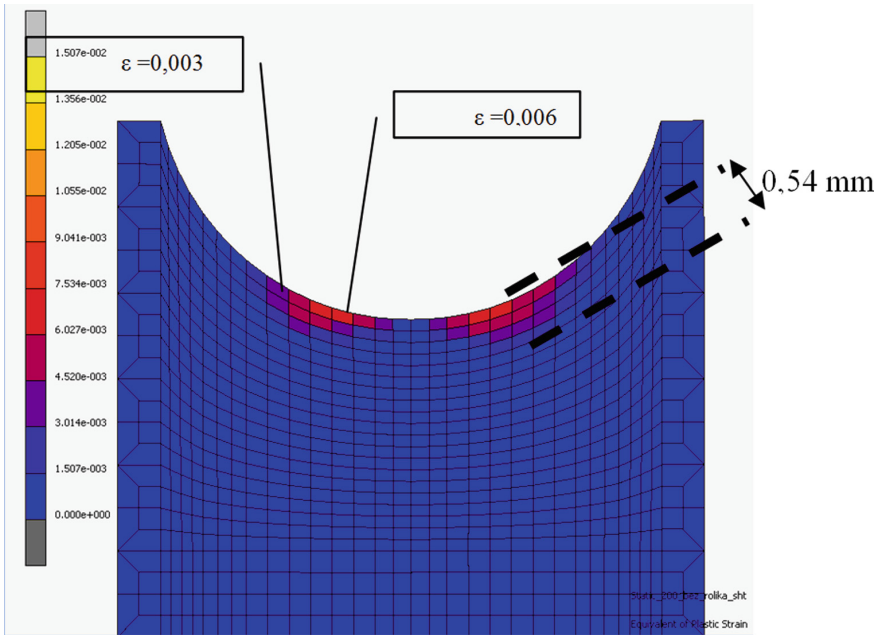 1.507e-002
ε =0,003
1.356e-002
ε =0.006
1.205e-002
1.055e-002
0,54 mm
9.041e-003
7.534e-003
6.027e-003
4.520e-003
3.014e-003
1.507e-003
0.000e+000
Static_200_bez_rolika_sht
Equivalent of Plastic Strain